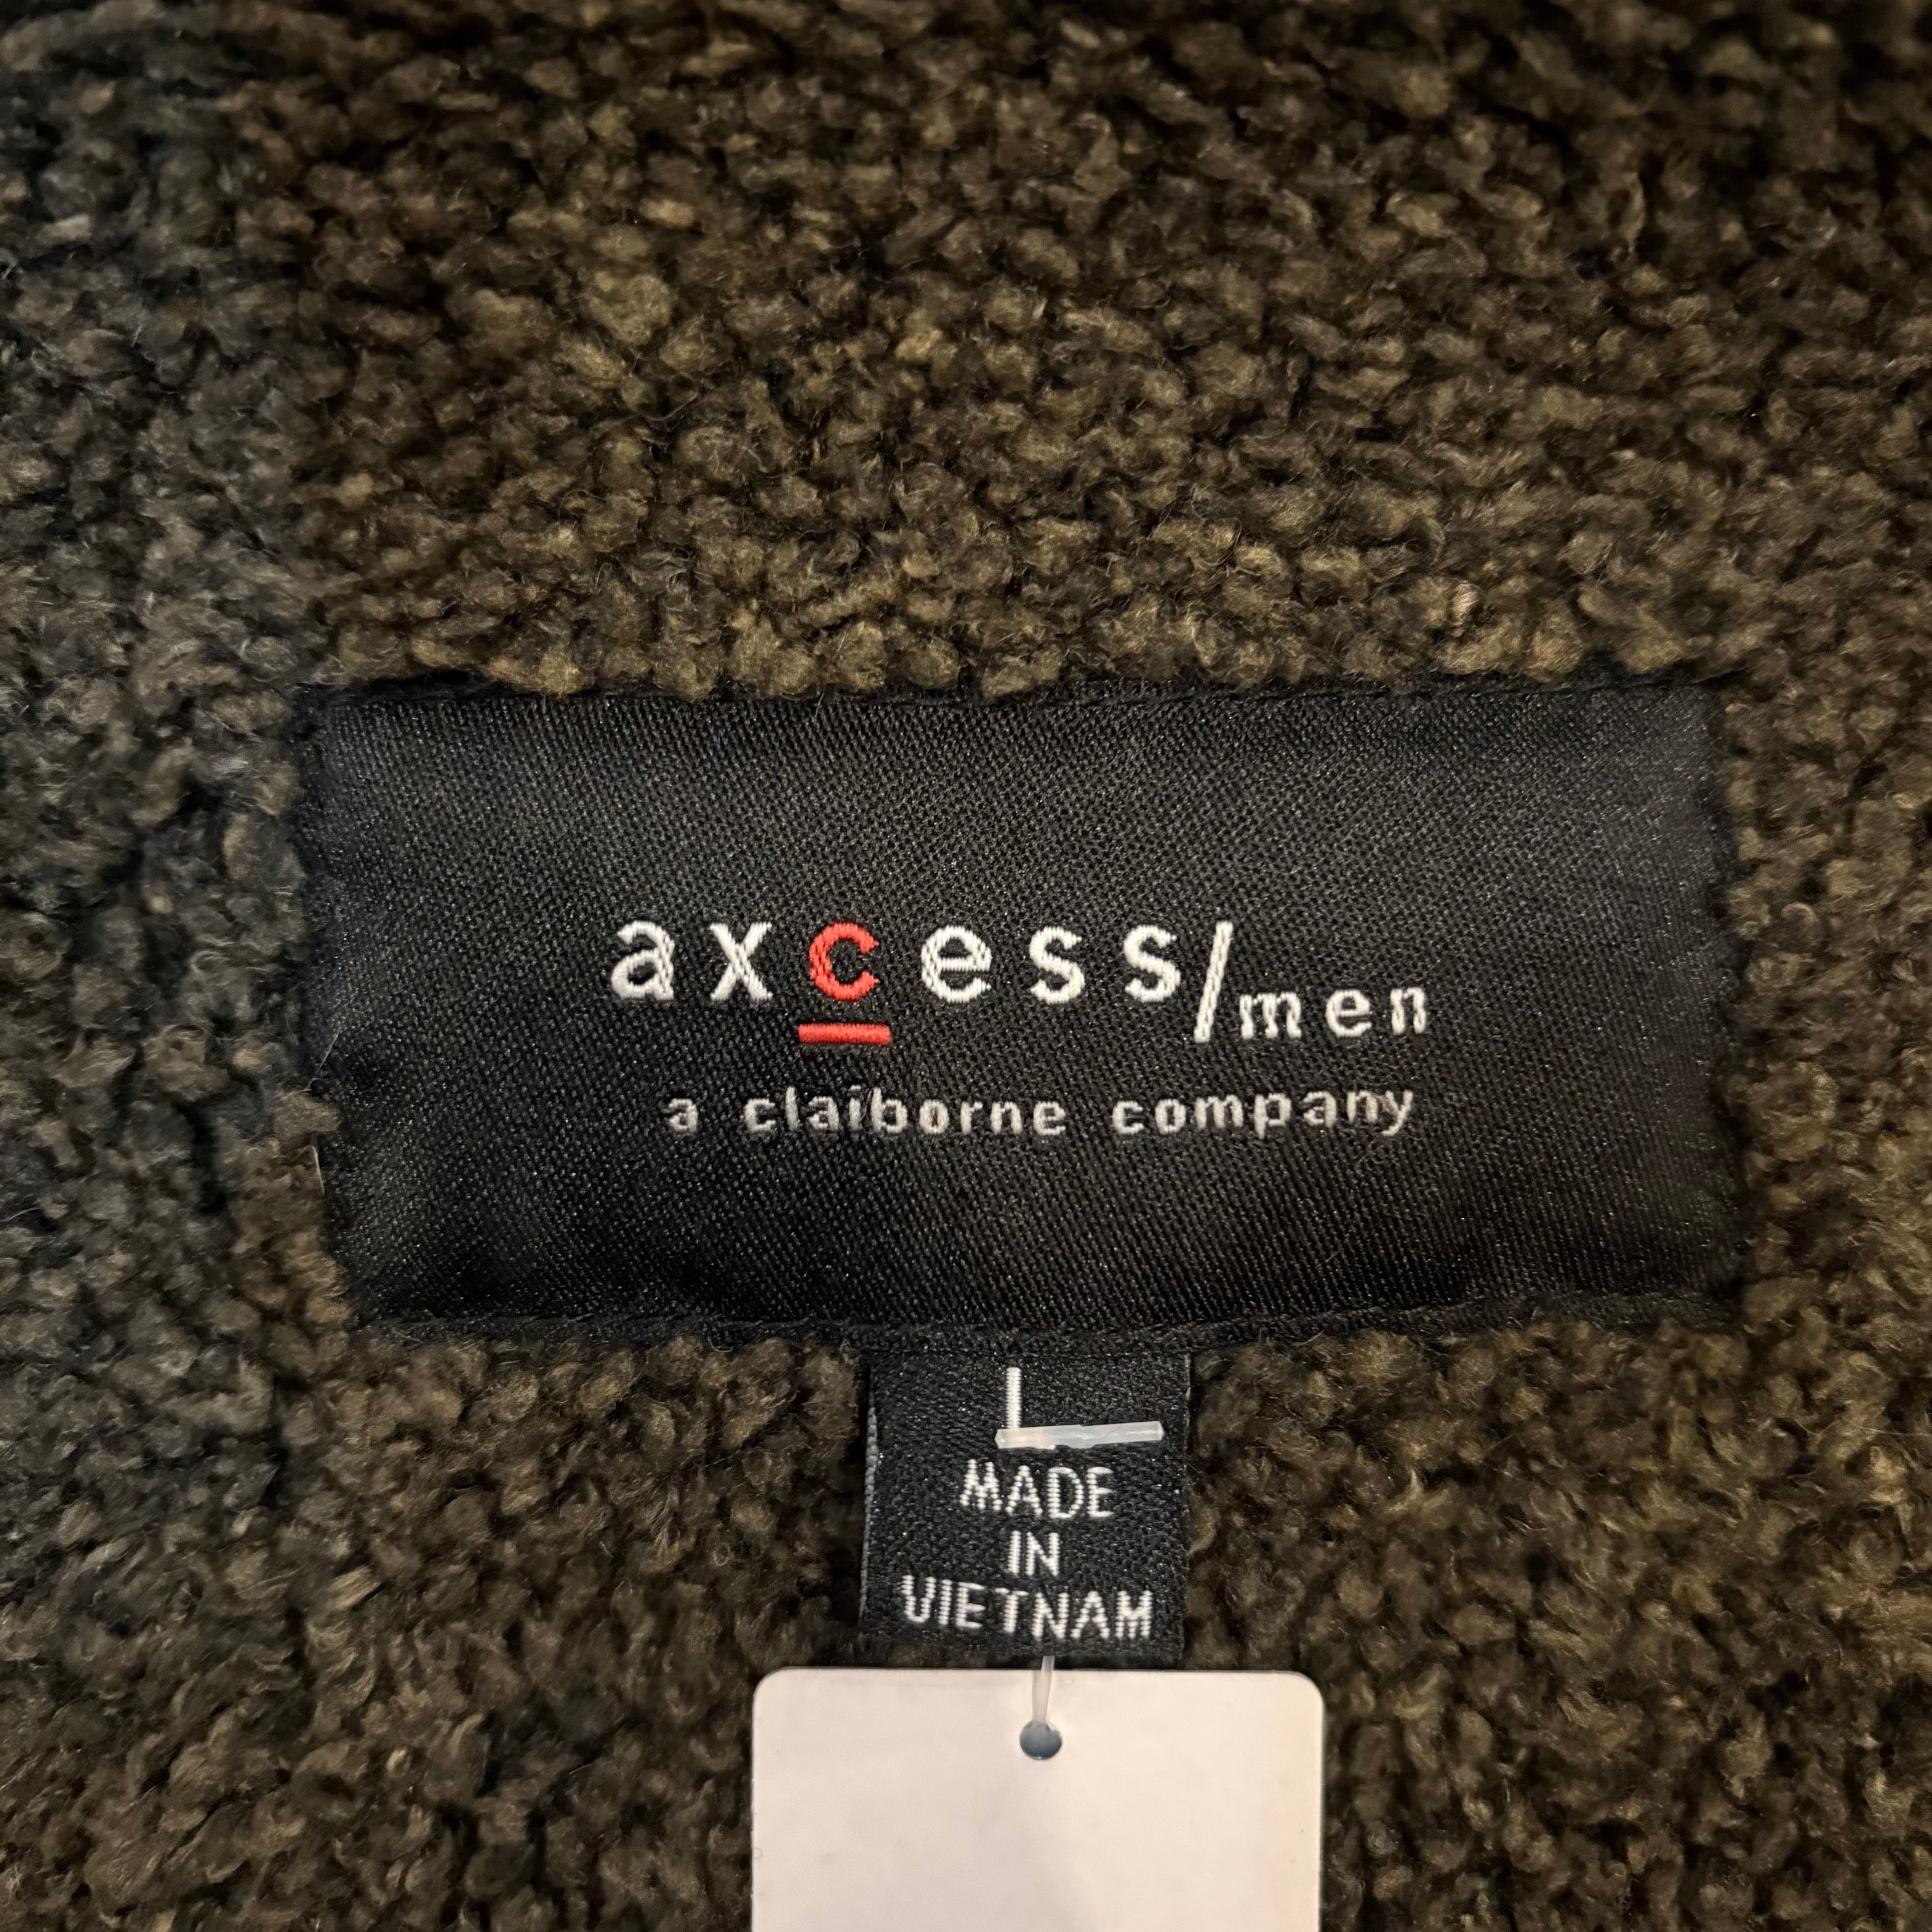 axcess/men
a claiborne company
L
MADE
IN
VIETNAM